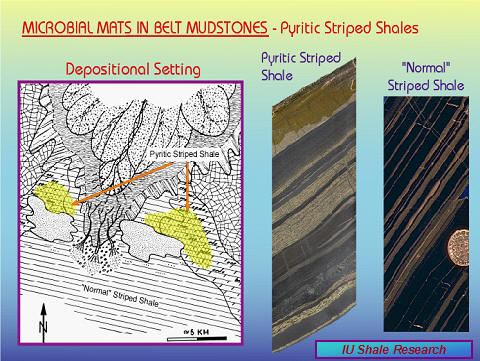 MICROBIAL MATS IN BELT MUDSTONES - Pyritic Striped Shales
Depositional Setting
Pyritic Striped
Shale
"Normal"
Striped Shale
Pyritic Striped Shale
"Normal" Striped Shale
N
≈5 KM
IU Shale Research